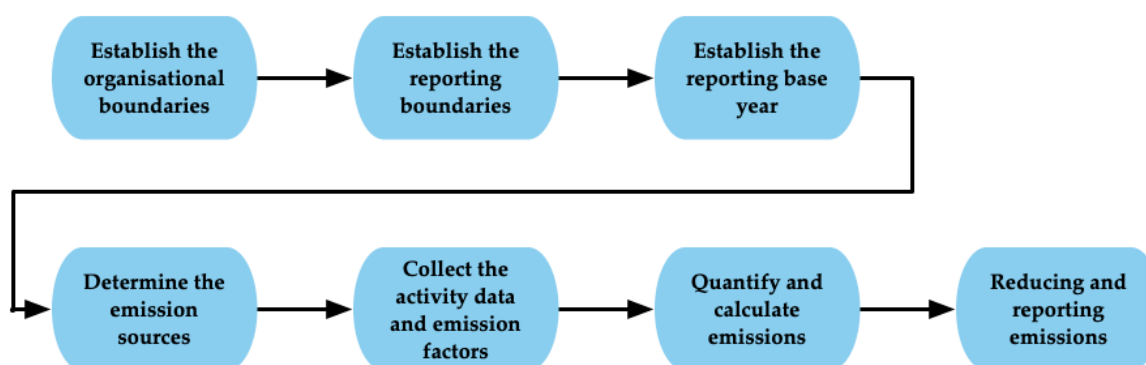 Establish the
organisational
boundaries
Establish the
reporting
boundaries
Establish the
reporting base
year
Determine the
emission
sources
Collect the
activity data
and emission
factors
Quantify and
calculate
emissions
Reducing and
reporting
emissions